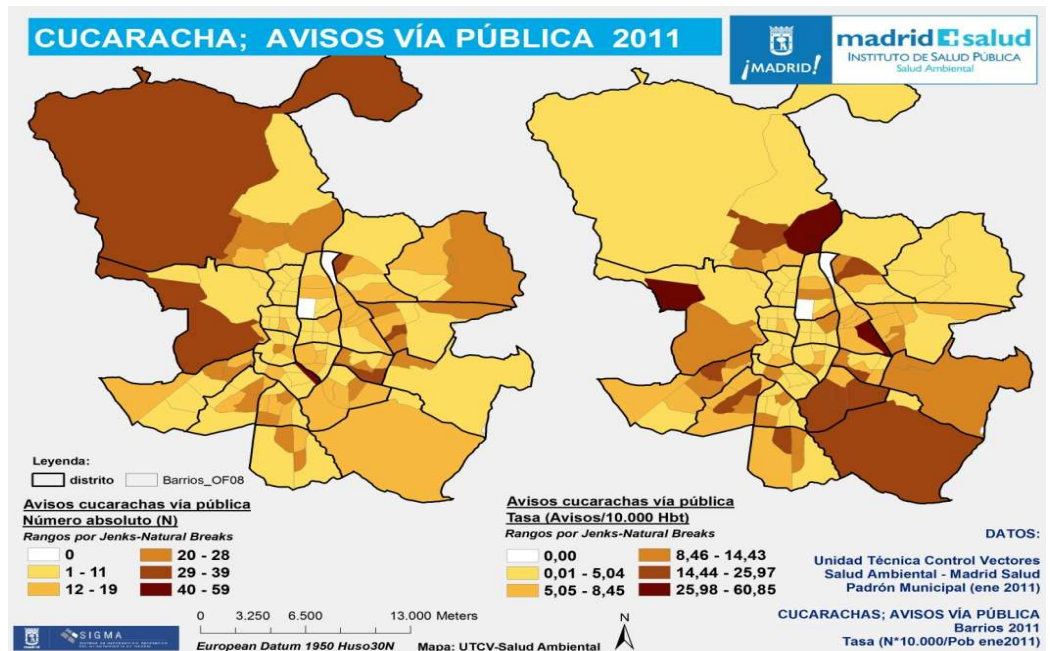 CUCARACHA; AVISOS VÍA PÚBLICA 2011
¡MADRID!
madrid salud
INSTITUTO DE SALUD PÚBLICA
Salud Ambiental
Leyenda:
distrito Barrios_OF08
Avisos cucarachas vía pública
Número absoluto (N)
Rangos por Jenks-Natural Breaks
0
1 - 11
12 - 19
20 - 28
29 - 39
40 - 59
Avisos cucarachas vía pública
Tasa (Avisos/10.000 Hbt)
Rangos por Jenks-Natural Breaks
0,00
0,01 - 5,04
5,05 - 8,45
8,46 - 14,43
14,44 - 25,97
25,98 - 60,85
DATOS:
Unidad Técnica Control Vectores
Salud Ambiental - Madrid Salud
Padrón Municipal (ene 2011)
CUCARACHAS; AVISOS VÍA PÚBLICA
Barrios 2011
Tasa (N*10.000/Pob ene2011)
SIGMA
0 3.250 6.500 13.000 Meters
European Datum 1950 Huso30N
Mapa: UTCV-Salud Ambiental
N